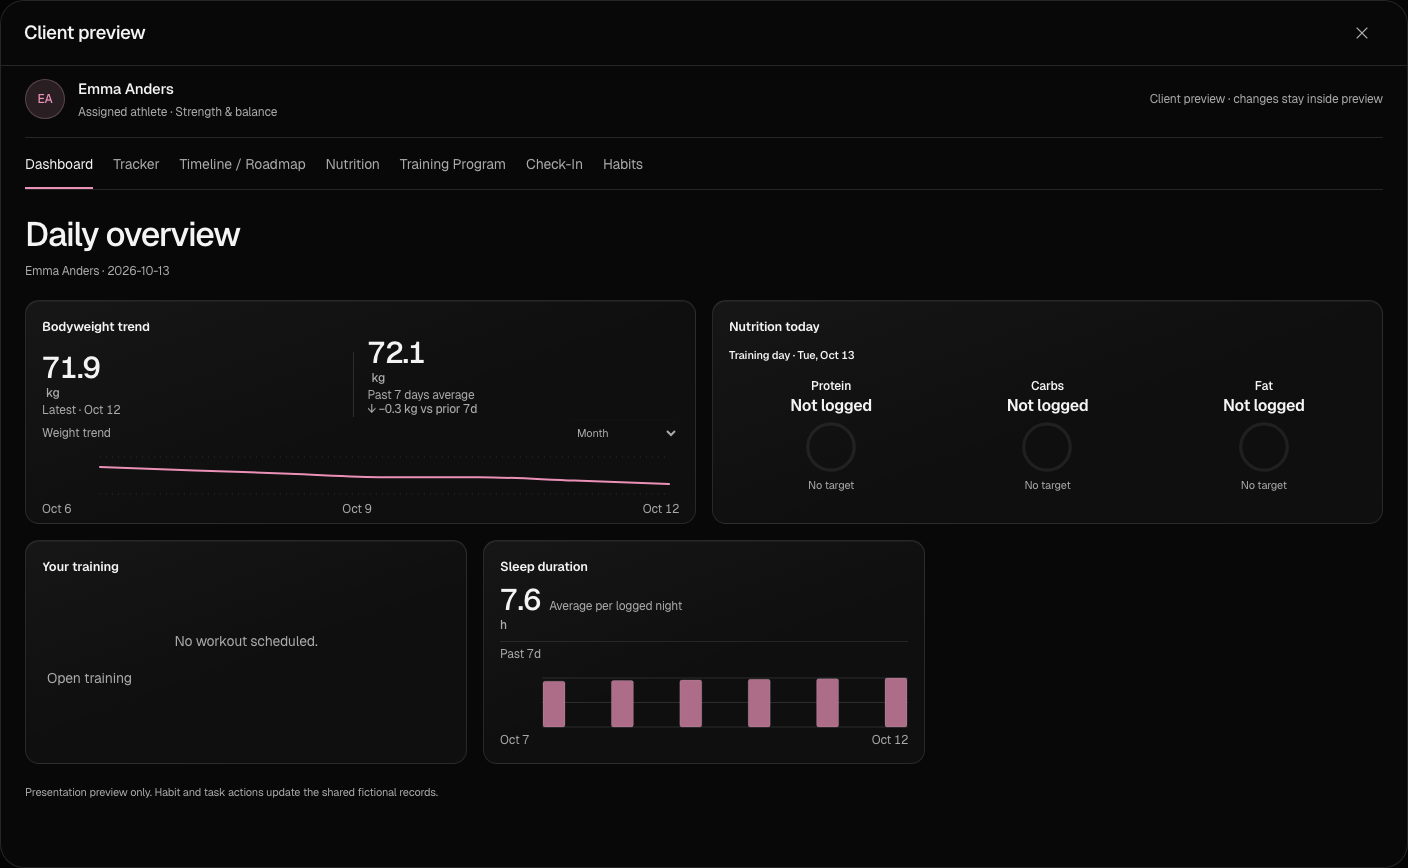 Client preview
EA
Emma Anders
Assigned athlete · Strength & balance
Client preview · changes stay inside preview
Dashboard
Tracker
Timeline / Roadmap
Nutrition
Training Program
Check-In
Habits
Daily overview
Emma Anders · 2026-10-13
Bodyweight trend
71.9
kg
Latest · Oct 12
72.1
kg
Past 7 days average
↓ −0.3 kg vs prior 7d
Weight trend
Month
Oct 6
Oct 9
Oct 12
Nutrition today
Training day · Tue, Oct 13
Protein
Not logged
No target
Carbs
Not logged
No target
Fat
Not logged
No target
Your training
No workout scheduled.
Open training
Sleep duration
7.6 Average per logged night
h
Past 7d
Oct 7
Oct 12
Presentation preview only. Habit and task actions update the shared fictional records.